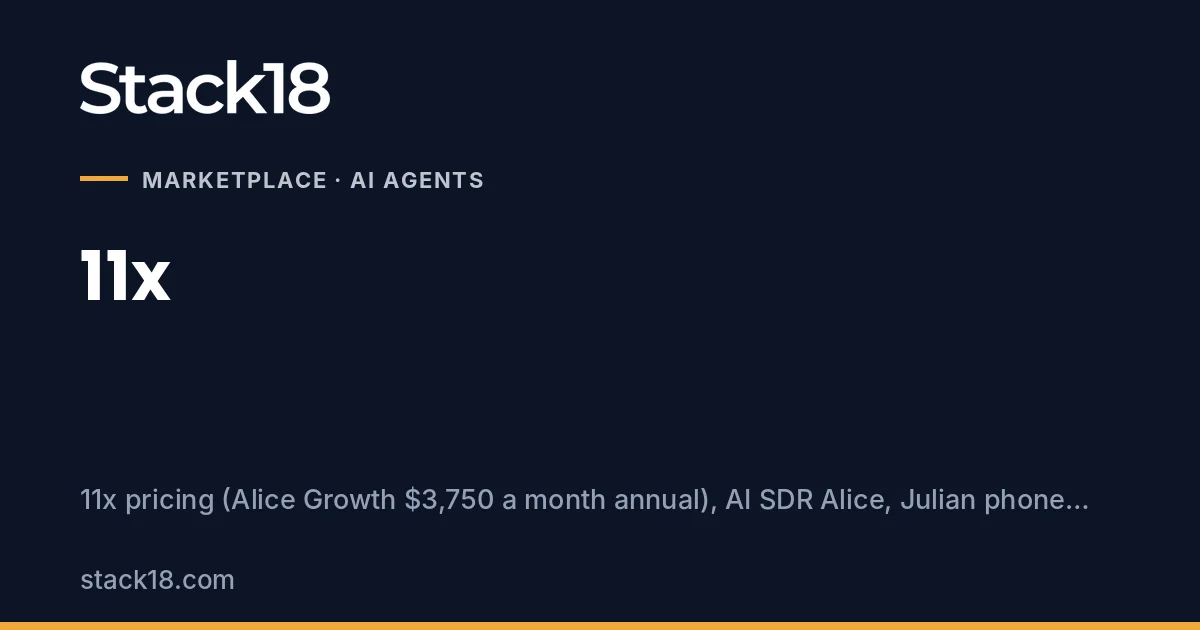 Stack18
MARKETPLACE · AI AGENTS
11x
11x pricing (Alice Growth $3,750 a month annual), AI SDR Alice, Julian phone...
stack18.com